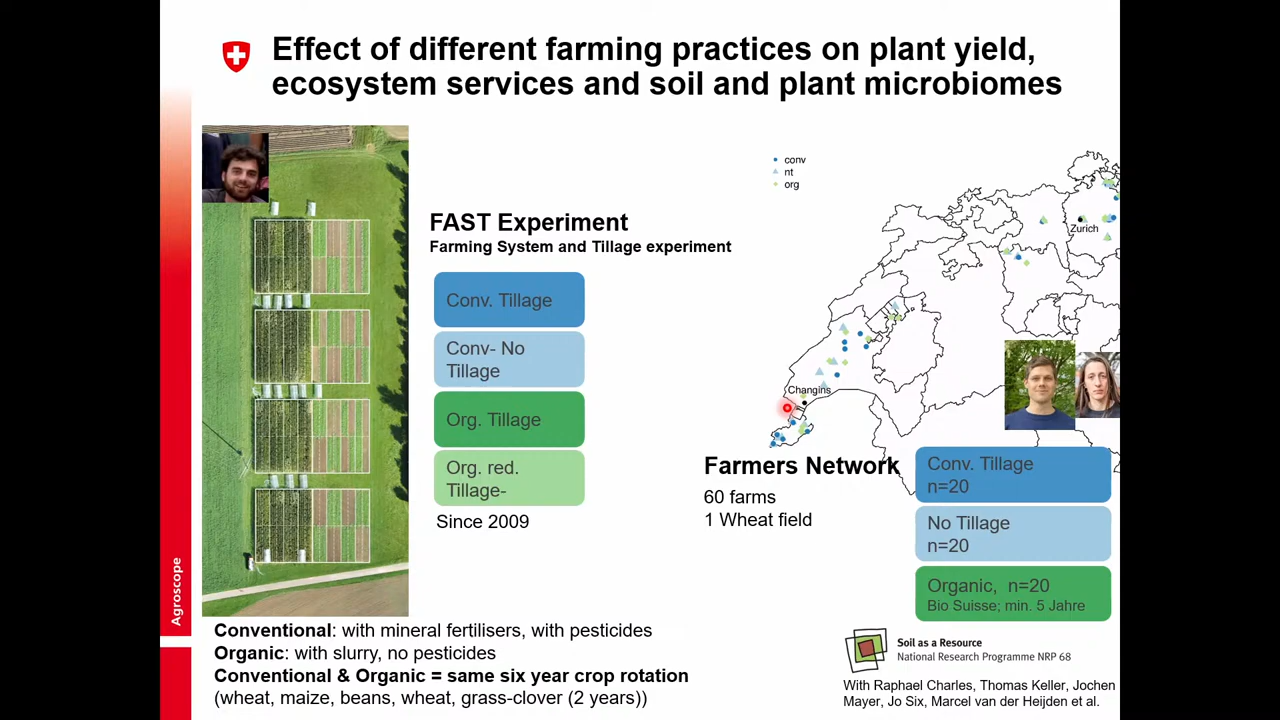 Effect of different farming practices on plant yield,
ecosystem services and soil and plant microbiomes
conv
nt
org
FAST Experiment
Farming System and Tillage experiment
Zurich
Conv. Tillage
Conv- No
Tillage
Org. Tillage
Org. red.
Tillage-
Since 2009
Changins
Farmers Network
60 farms
1 Wheat field
Conv. Tillage
n=20
No Tillage
n=20
Organic, n=20
Bio Suisse; min. 5 Jahre
Agroscope
Conventional: with mineral fertilisers, with pesticides
Organic: with slurry, no pesticides
Conventional & Organic = same six year crop rotation
(wheat, maize, beans, wheat, grass-clover (2 years))
Soil as a Resource
National Research Programme NRP 68
With Raphael Charles, Thomas Keller, Jochen
Mayer, Jo Six, Marcel van der Heijden et al.